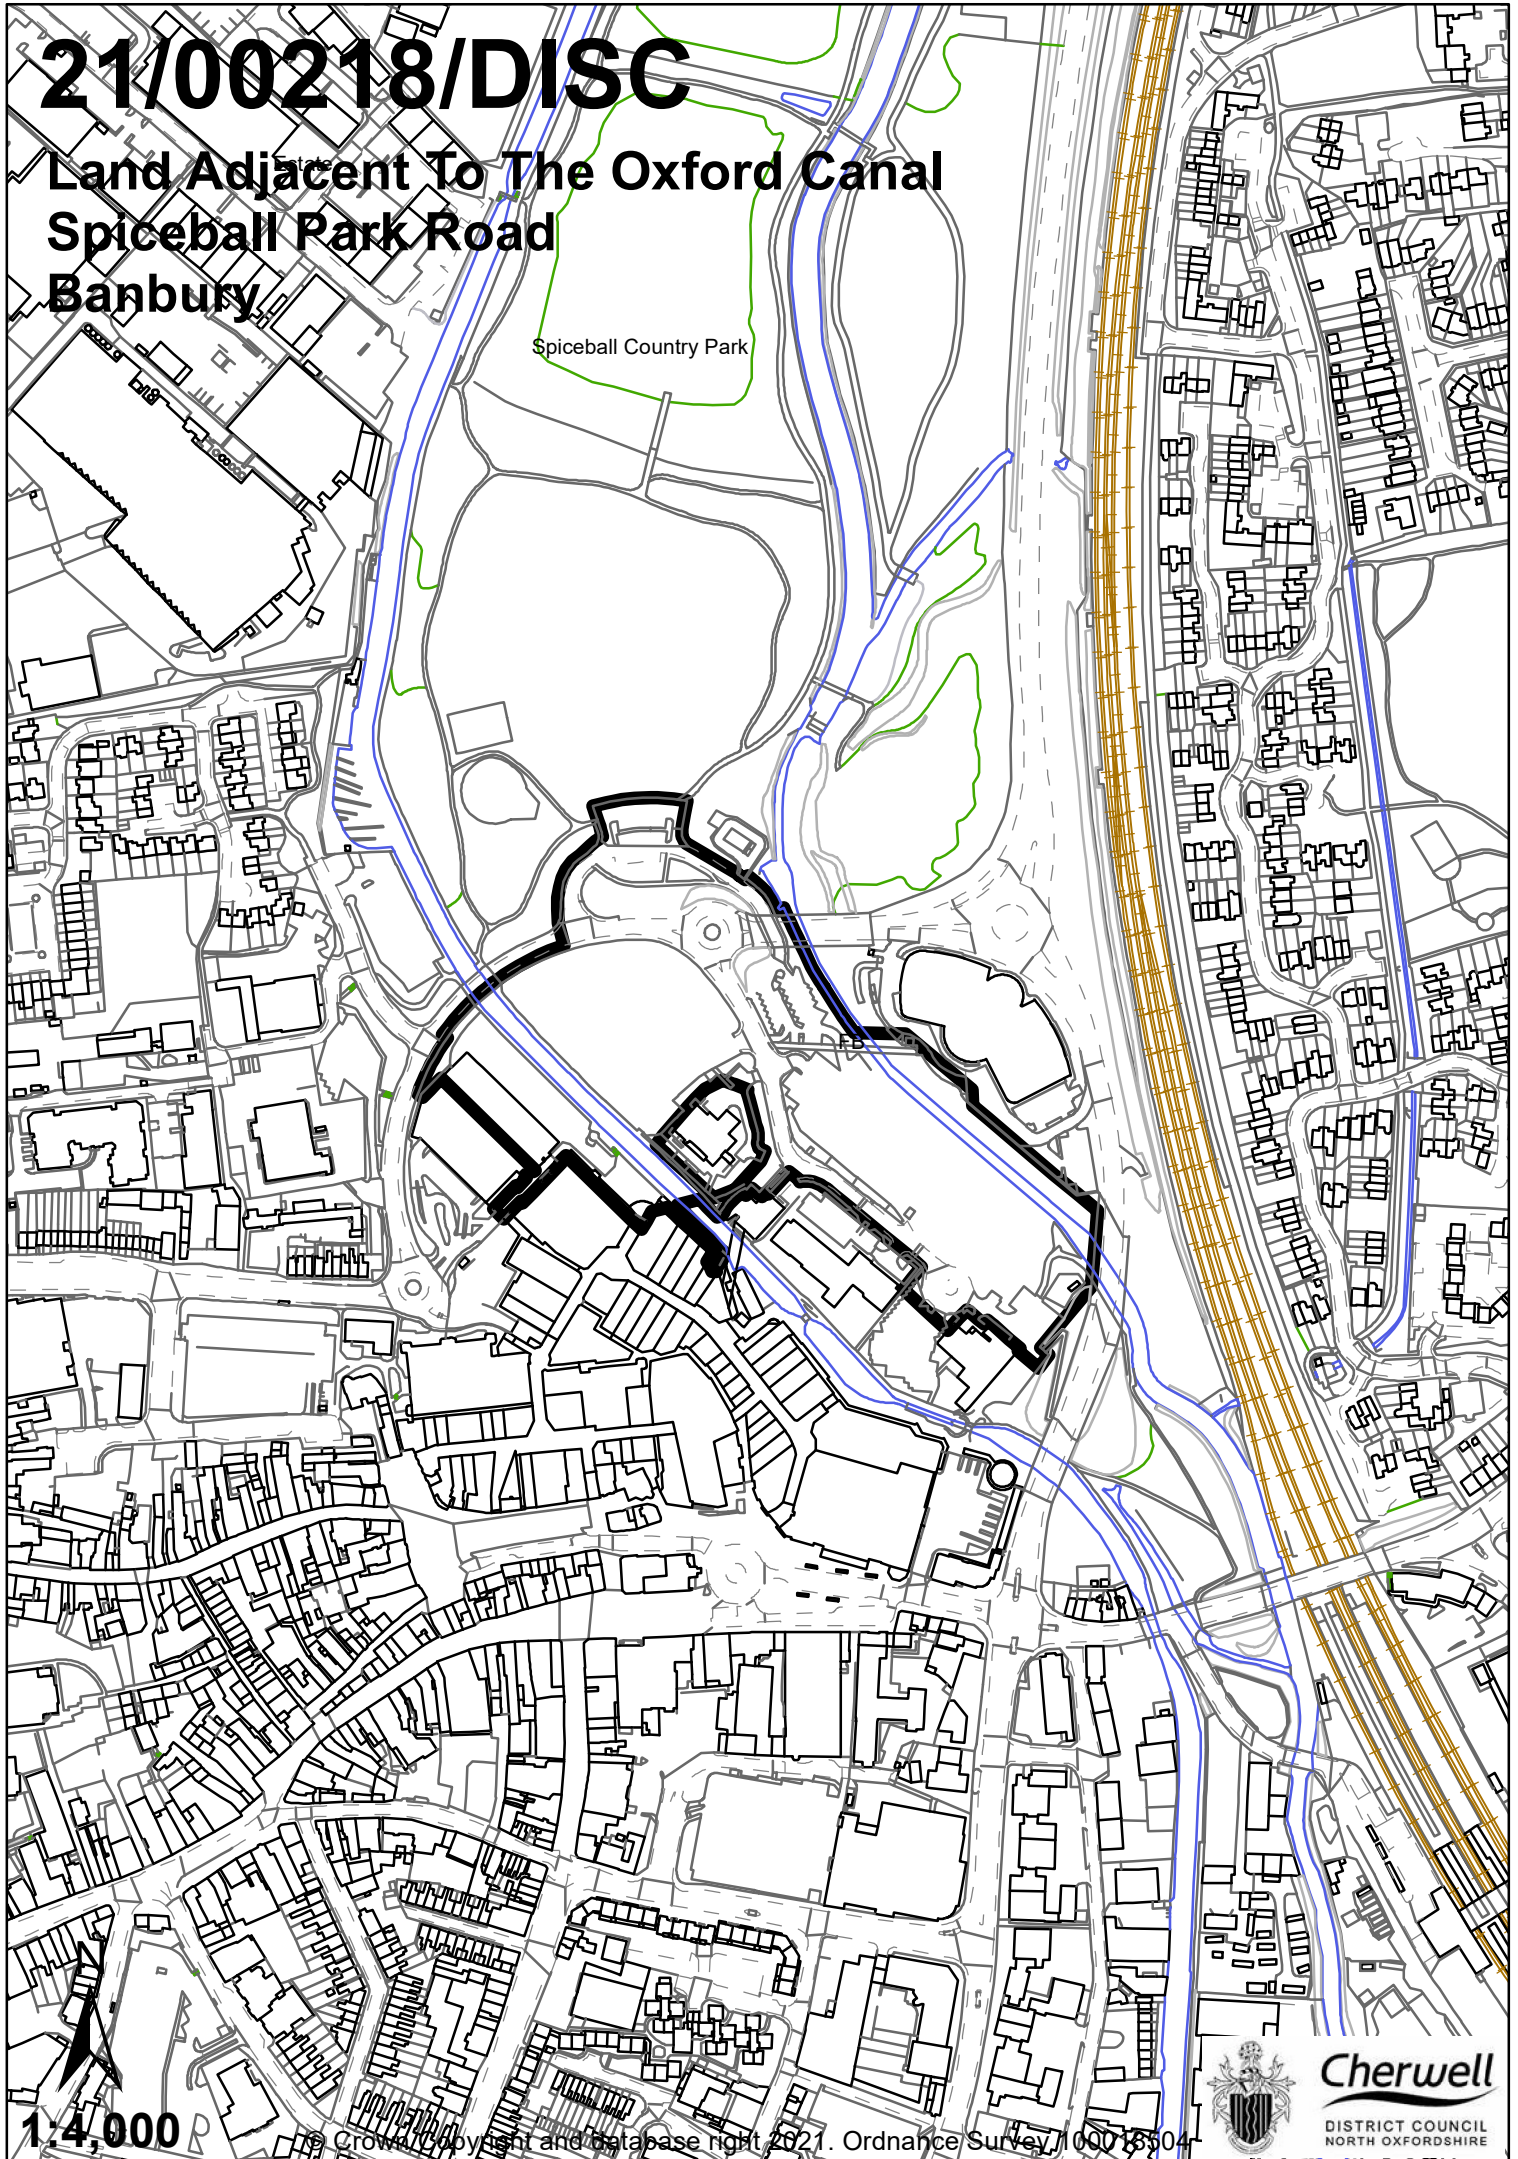 21/00218/DISC
Land Adjacent To The Oxford Canal
Spiceball Park Road
Banbury
Estate
Spiceball Country Park
FB
N
1:4,000
© Crown Copyright and database right 2021. Ordnance Survey 100018504
Cherwell
DISTRICT COUNCIL
NORTH OXFORDSHIRE